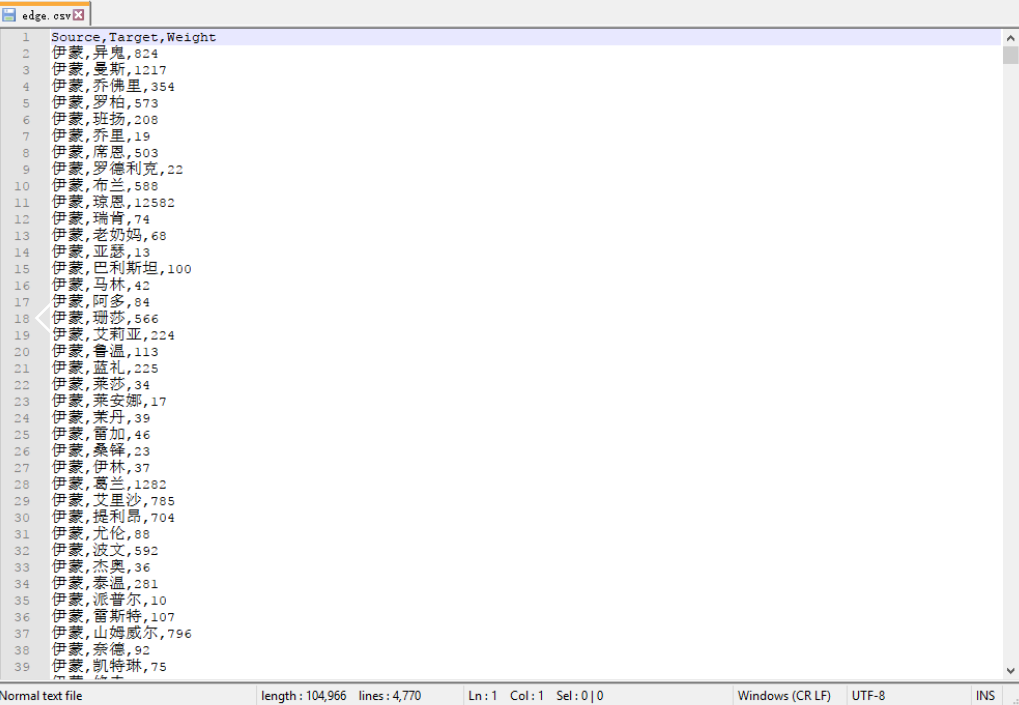 edge.csv
1 Source,Target,Weight
2 伊蒙,异鬼,824
3 伊蒙,曼斯,1217
4 伊蒙,乔佛里,354
5 伊蒙,罗柏,573
6 伊蒙,班扬,208
7 伊蒙,乔里,19
8 伊蒙,席恩,503
9 伊蒙,罗德利克,22
10 伊蒙,布兰,588
11 伊蒙,琼恩,12582
12 伊蒙,瑞肯,74
13 伊蒙,老奶妈,68
14 伊蒙,亚瑟,13
15 伊蒙,巴利斯坦,100
16 伊蒙,马林,42
17 伊蒙,阿多,84
18 伊蒙,珊莎,566
19 伊蒙,艾莉亚,224
20 伊蒙,鲁温,113
21 伊蒙,蓝礼,225
22 伊蒙,莱莎,34
23 伊蒙,莱安娜,17
24 伊蒙,茉丹,39
25 伊蒙,雷加,46
26 伊蒙,桑铎,23
27 伊蒙,伊林,37
28 伊蒙,葛兰,1282
29 伊蒙,艾里沙,785
30 伊蒙,提利昂,704
31 伊蒙,尤伦,88
32 伊蒙,波文,592
33 伊蒙,杰奥,36
34 伊蒙,泰温,281
35 伊蒙,派普尔,10
36 伊蒙,雷斯特,107
37 伊蒙,山姆威尔,796
38 伊蒙,奈德,92
39 伊蒙,凯特琳,75
Normal text file length : 104,966 lines : 4,770 Ln : 1 Col : 1 Sel : 0 | 0 Windows (CR LF) UTF-8 INS